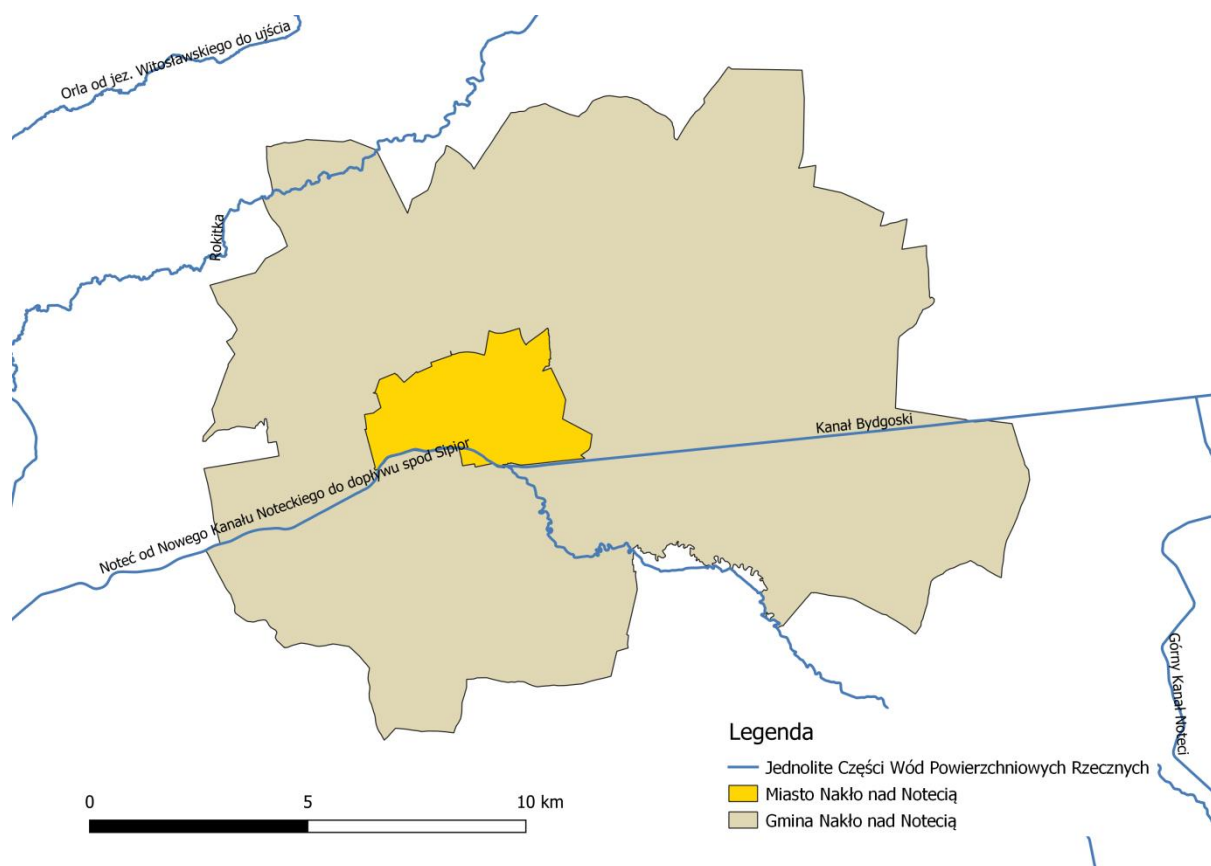 Orla od jez. Witosławskiego do ujścia
Rokitka
Kanał Bydgoski
Noteć od Nowego Kanału Noteckiego do dopływu spod Sipior
Górny Kanał Noteci
Legenda
Jednolite Części Wód Powierzchniowych Rzecznych
Miasto Nakło nad Notecią
Gmina Nakło nad Notecią
0 5 10 km